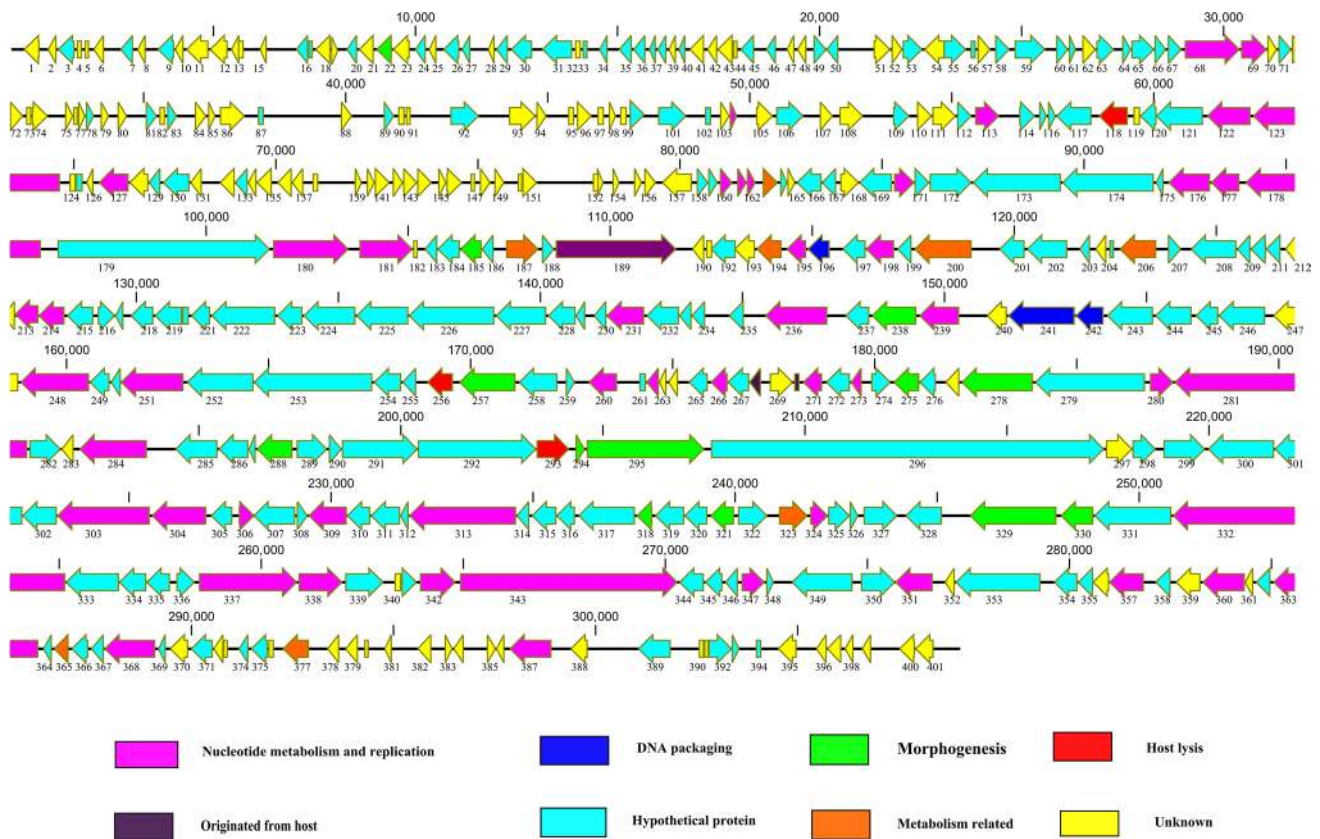 10,000 20,000 30,000
1 2 3 4 5 6 7 8 9 10 11 12 13 15 16 18 20 21 22 23 24 25 26 27 28 29 30 31 32 33 34 35 36 37 38 39 40 41 42 43 44 45 46 47 48 49 50 51 52 53 54 55 56 57 58 59 60 61 62 63 64 65 66 67 68 69 70 71
40,000 50,000 60,000
72 73 74 75 77 78 79 80 81 82 83 84 85 86 87 88 89 90 91 92 93 94 95 96 97 98 99 101 102 103 105 106 107 108 109 110 111 112 113 114 116 117 118 119 120 121 122 123
70,000 80,000 90,000
124 126 127 129 130 131 133 135 137 139 141 143 145 147 149 151 152 154 156 157 158 160 162 165 166 167 168 169 171 172 173 174 175 176 177 178
100,000 110,000 120,000
179 180 181 182 183 184 185 186 187 188 189 190 192 193 194 195 196 197 198 199 200 201 202 203 204 206 207 208 209 211 212
130,000 140,000 150,000
213 214 215 216 218 219 221 222 223 224 225 226 227 228 230 231 232 234 235 236 237 238 239 240 241 242 243 244 245 246 247
160,000 170,000 180,000 190,000
248 249 251 252 253 254 255 256 257 258 259 260 261 263 265 266 267 269 271 272 273 274 275 276 278 279 280 281
200,000 210,000 220,000
282 283 284 285 286 288 289 290 291 292 293 294 295 296 297 298 299 300 301
230,000 240,000 250,000
302 303 304 305 306 307 308 309 310 311 312 313 314 315 316 317 318 319 320 321 322 323 324 325 326 327 328 329 330 331 332
260,000 270,000 280,000
333 334 335 336 337 338 339 340 342 343 344 345 346 347 348 349 350 351 352 353 354 355 357 358 359 360 361 363
290,000 300,000
364 365 366 367 368 369 370 371 374 375 377 378 379 381 382 383 385 387 388 389 390 392 394 395 396 398 400 401
Nucleotide metabolism and replication DNA packaging Morphogenesis Host lysis
Originated from host Hypothetical protein Metabolism related Unknown